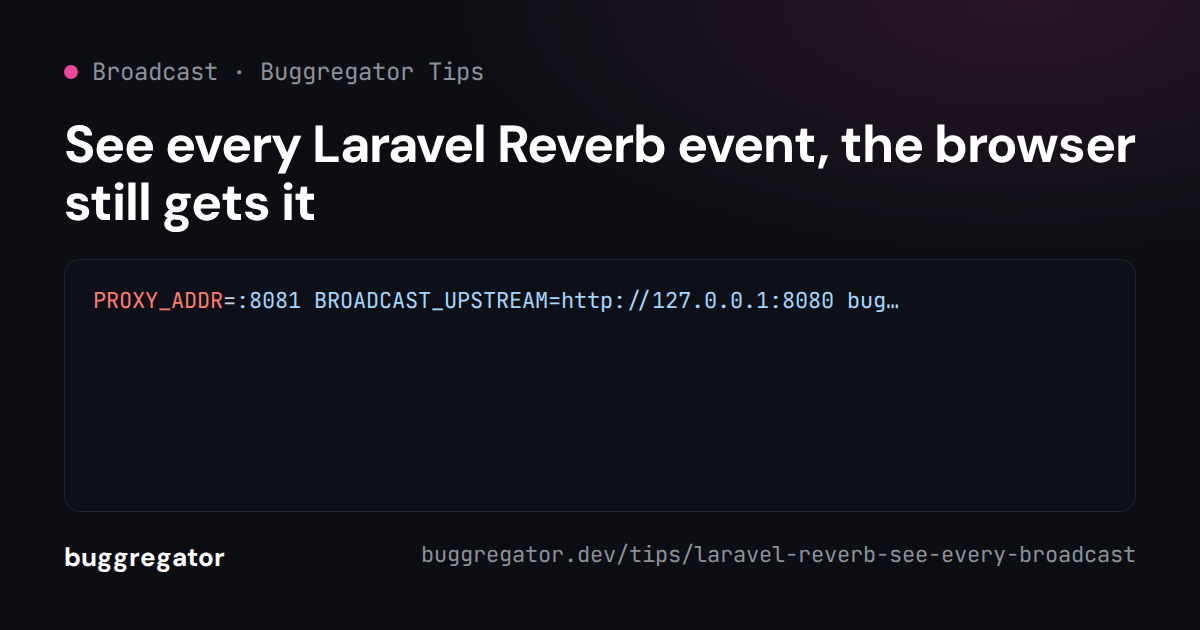 Broadcast · Buggregator Tips
See every Laravel Reverb event, the browser
still gets it
PROXY_ADDR=:8081 BROADCAST_UPSTREAM=http://127.0.0.1:8080 bug…
buggregator
buggregator.dev/tips/laravel-reverb-see-every-broadcast